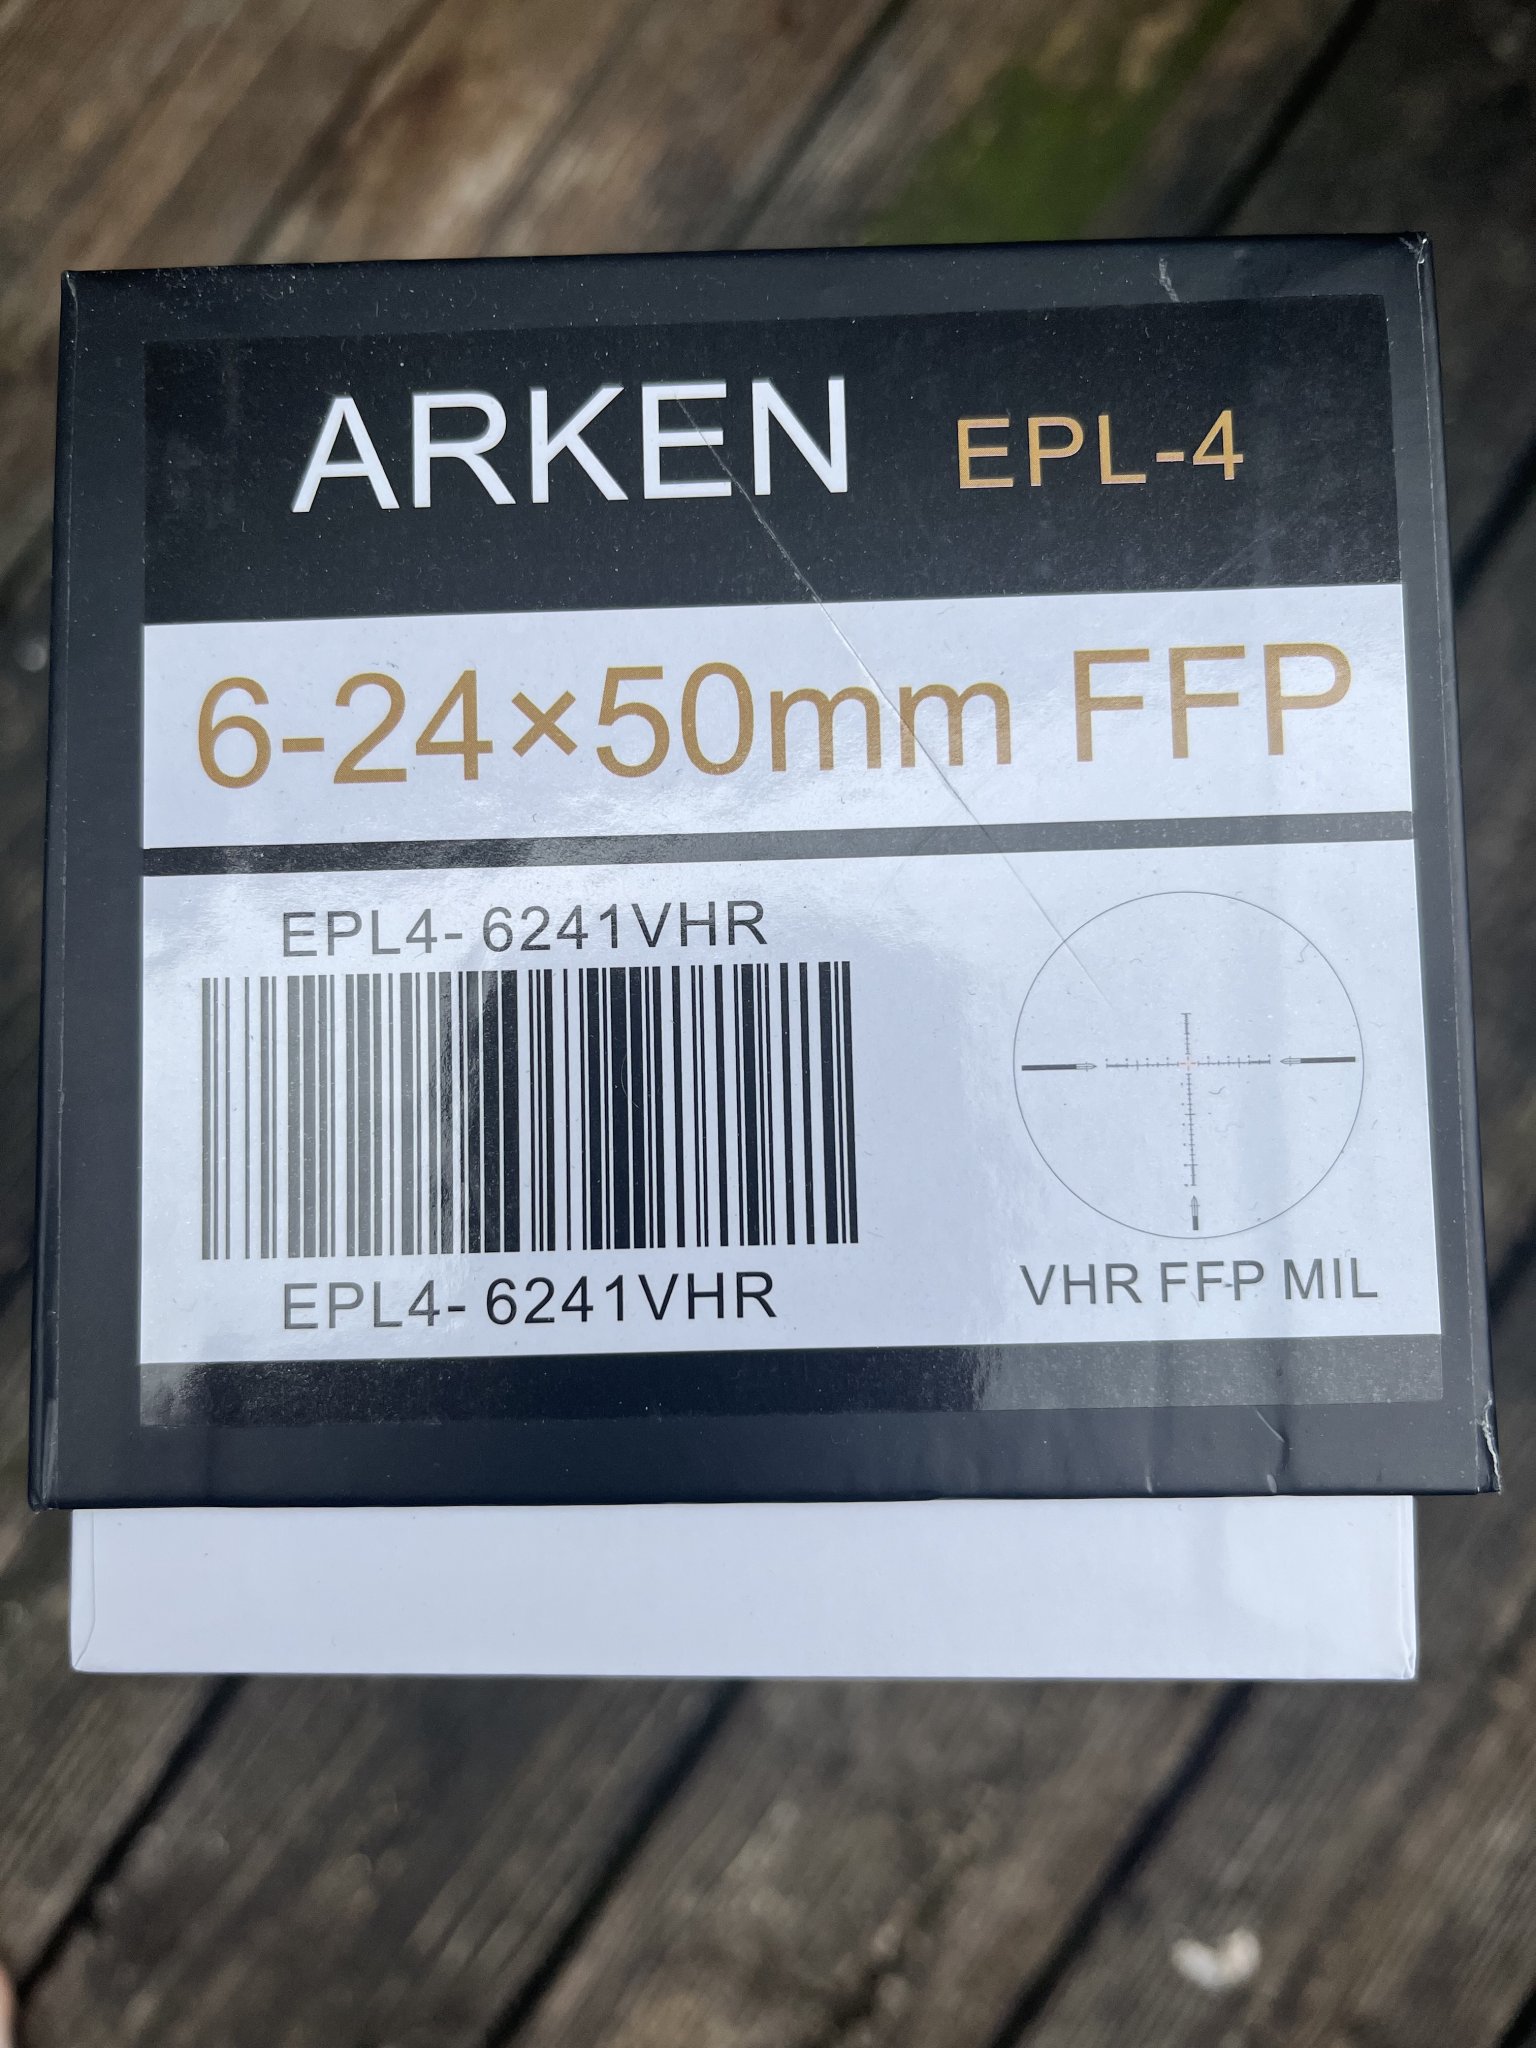 ARKEN EPL-4
6-24×50mm FFP
EPL4- 6241VHR
EPL4- 6241VHR
VHR FFP MIL